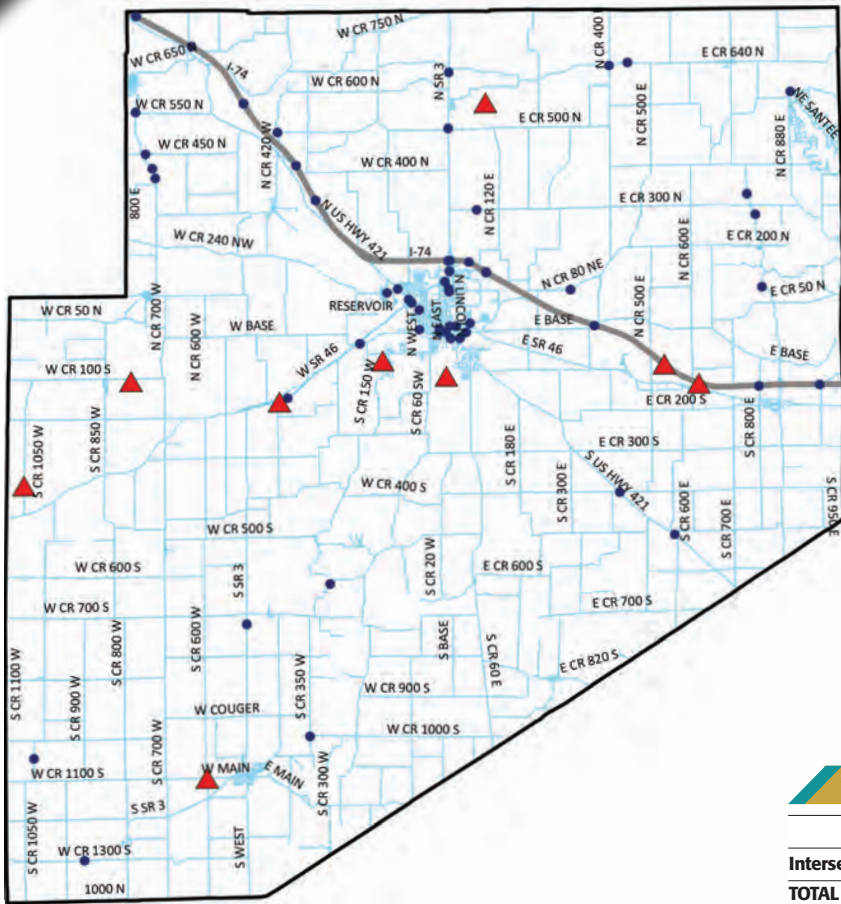 W CR 750 N
N CR 400
W CR 650
E CR 640 N
I-74
N SR 3
W CR 600 N
NE SANTEE
W CR 550 N
N CR 500 E
E CR 500 N
N CR 880 E
W CR 450 N
N CR 420 W
W CR 400 N
800 E
N CR 120 E
E CR 300 N
N US HWY 421
W CR 240 NW
I-74
N CR 600 E
E CR 200 N
N CR 80 NE
E CR 50 N
RESERVOIR
W CR 50 N
N CR 700 W
N CR 600 W
W BASE
N WEST
N EAST
E BASE
N CR 500 E
W SR 46
E SR 46
E BASE
W CR 100 S
S CR 150 W
S CR 60 SW
E CR 200 S
S CR 1050 W
S CR 850 W
S CR 180 E
E CR 300 S
S CR 800 E
S US HWY 421
W CR 400 S
S CR 300 E
S CR 600 E
S CR 700 E
S CR 950 E
W CR 500 S
W CR 600 S
S SR 3
S CR 20 W
E CR 600 S
W CR 700 S
E CR 700 S
S CR 1100 W
S CR 800 W
S CR 600 W
S BASE
S CR 60 E
E CR 820 S
S CR 900 W
S CR 350 W
W CR 900 S
W COUGER
W CR 1000 S
S CR 700 W
W CR 1100 S
W MAIN
E MAIN
S CR 300 W
S SR 3
S CR 1050 W
W CR 1300 S
S WEST
1000 N
Interse
TOTAL